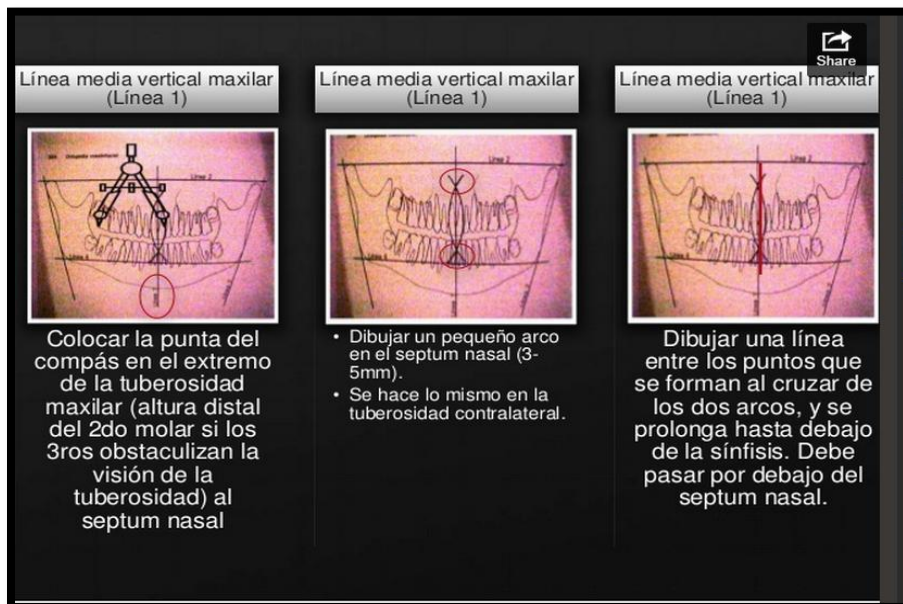 Share
Línea media vertical maxilar
(Línea 1)
Colocar la punta del
compás en el extremo
de la tuberosidad
maxilar (altura distal
del 2do molar si los
3ros obstaculizan la
visión de la
tuberosidad) al
septum nasal
Línea media vertical maxilar
(Línea 1)
Línea 2
• Dibujar un pequeño arco
en el septum nasal (3-
5mm).
• Se hace lo mismo en la
tuberosidad contralateral.
Línea media vertical maxilar
(Línea 1)
Línea 2
Dibujar una línea
entre los puntos que
se forman al cruzar de
los dos arcos, y se
prolonga hasta debajo
de la sínfisis. Debe
pasar por debajo del
septum nasal.